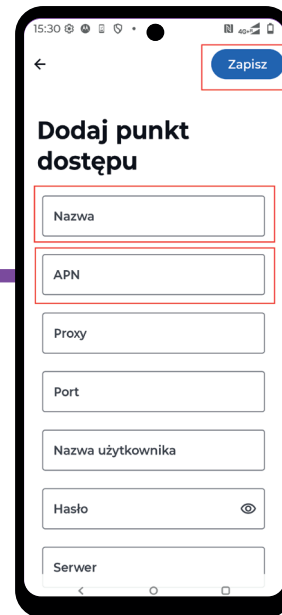 15:30
Zapisz
Dodaj punkt
dostępu
Nazwa
APN
Proxy
Port
Nazwa użytkownika
Hasło
Serwer